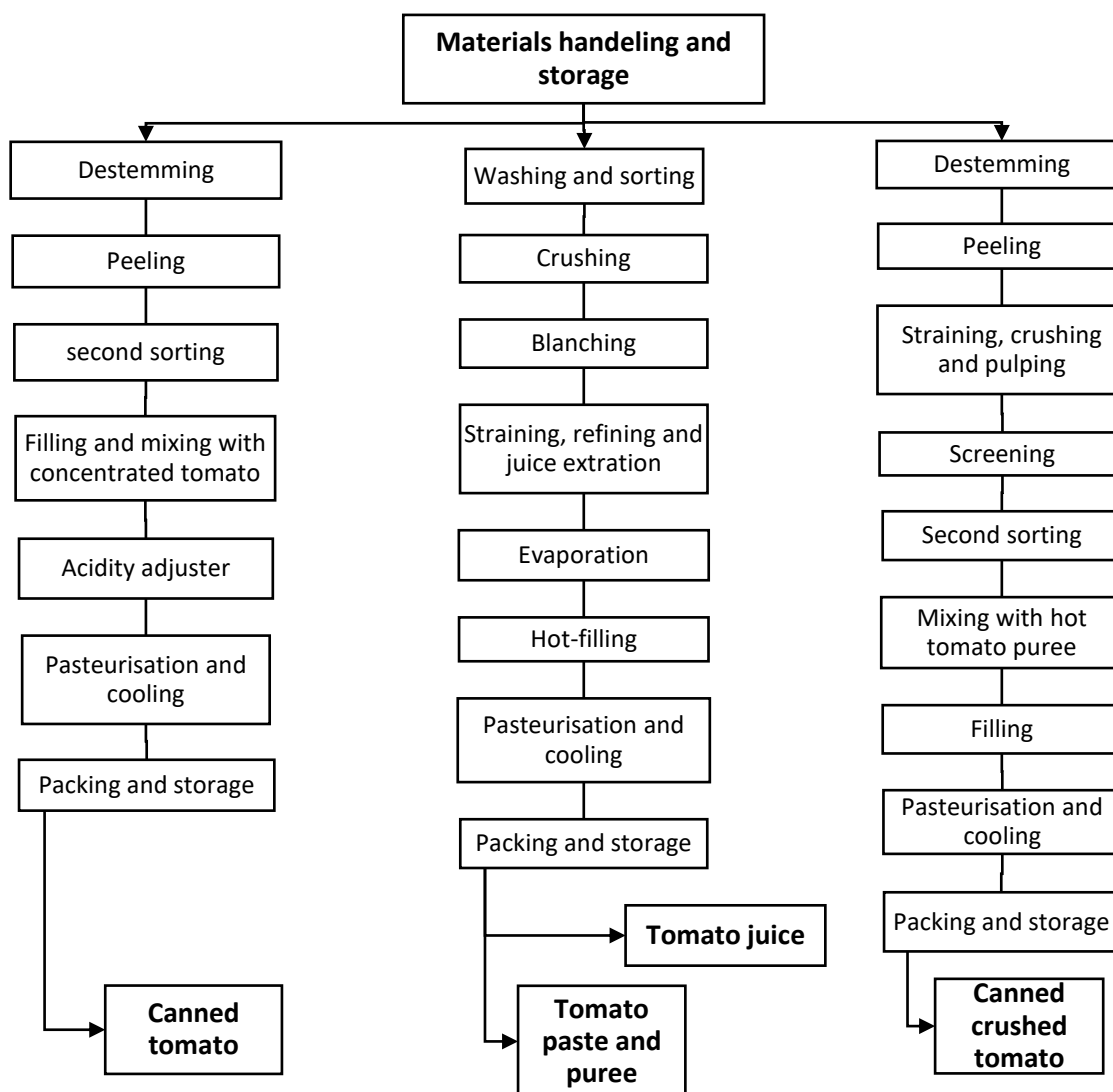 Materials handeling and
storage
Destemming
Peeling
second sorting
Filling and mixing with
concentrated tomato
Acidity adjuster
Pasteurisation and
cooling
Packing and storage
Canned
tomato
Washing and sorting
Crushing
Blanching
Straining, refining and
juice extration
Evaporation
Hot-filling
Pasteurisation and
cooling
Packing and storage
Tomato juice
Tomato
paste and
puree
Destemming
Peeling
Straining, crushing
and pulping
Screening
Second sorting
Mixing with hot
tomato puree
Filling
Pasteurisation and
cooling
Packing and storage
Canned
crushed
tomato